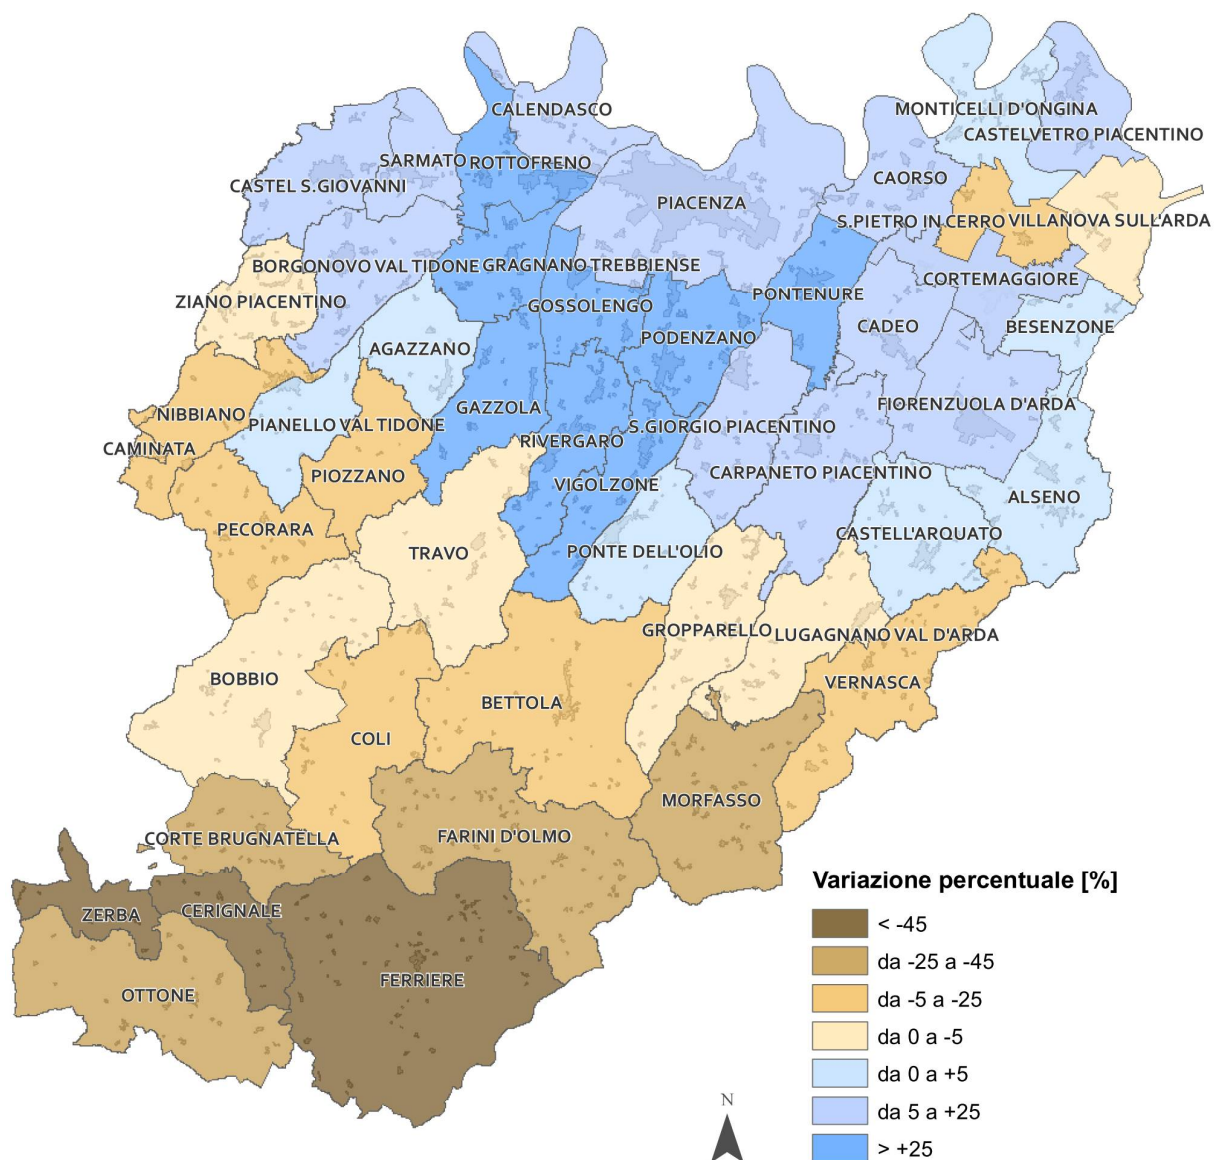 CALENDASCO
MONTICELLI D'ONGINA
CASTELVETRO PIACENTINO
SARMATO
ROTTOFRENO
CASTEL S.GIOVANNI
CAORSO
PIACENZA
S.PIETRO IN CERRO
VILLANOVA SULL'ARDA
BORGONOVO VAL TIDONE
GRAGNANO TREBBIENSE
CORTEMAGGIORE
ZIANO PIACENTINO
GOSSOLENGO
PONTENURE
PODENZANO
CADEO
BESENZONE
AGAZZANO
NIBBIANO
PIANELLO VAL TIDONE
GAZZOLA
RIVERGARO
S.GIORGIO PIACENTINO
FIORENZUOLA D'ARDA
CAMINATA
PIOZZANO
VIGOLZONE
CARPANETO PIACENTINO
ALSENO
PECORARA
TRAVO
PONTE DELL'OLIO
CASTELL'ARQUATO
GROPPARELLO
LUGAGNANO VAL D'ARDA
BOBBIO
BETTOLA
VERNASCA
COLI
MORFASSO
CORTE BRUGNATELLA
FARINI D'OLMO
ZERBA
CERIGNALE
FERRIERE
OTTONE
Variazione percentuale [%]
< -45
da -25 a -45
da -5 a -25
da 0 a -5
da 0 a +5
da 5 a +25
> +25
N